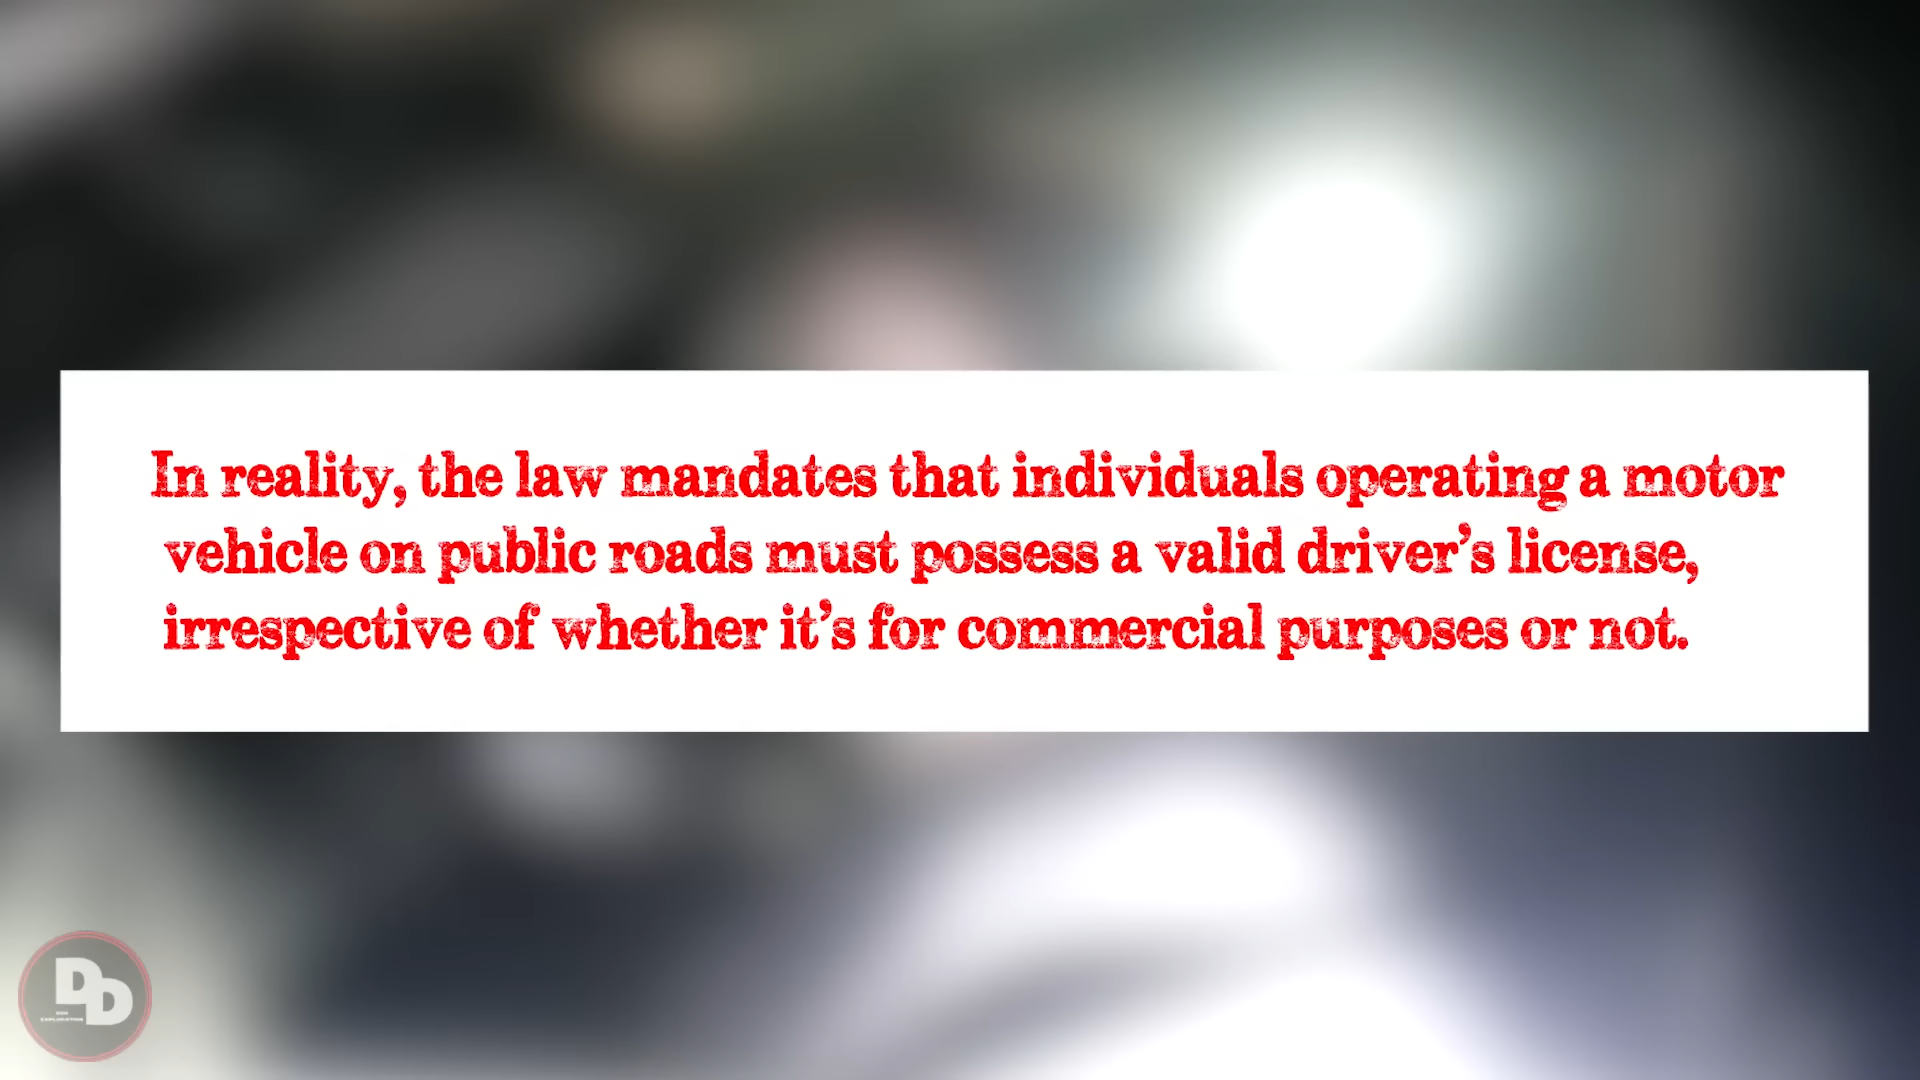 In reality, the law mandates that individuals operating a motor
vehicle on public roads must possess a valid driver's license,
irrespective of whether it's for commercial purposes or not.
DD